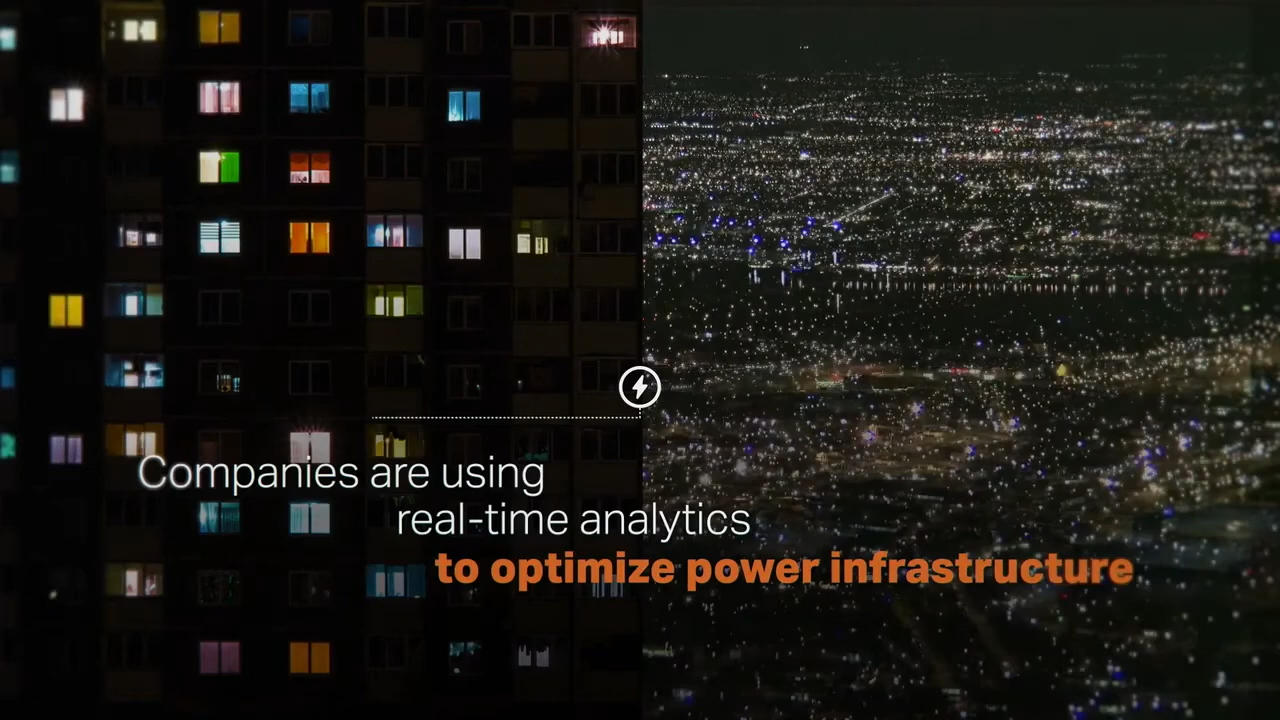 Companies are using
real-time analytics
to optimize power infrastructure